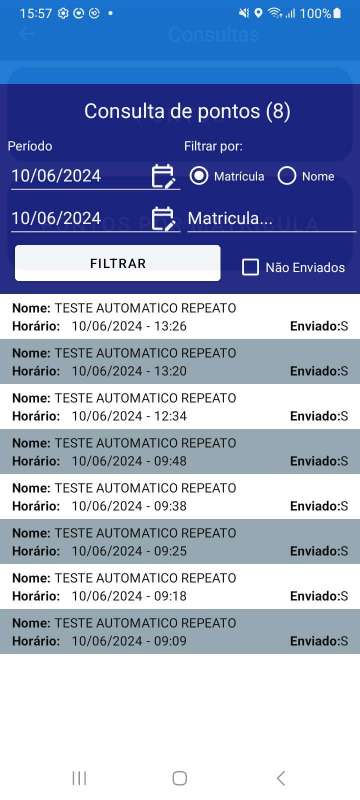 15:57 100%
Consultas
Consulta de pontos (8)
Período Filtrar por:
10/06/2024 Matrícula Nome
10/06/2024 Matricula...
FILTRAR Não Enviados
Nome: TESTE AUTOMATICO REPEATO
Horário: 10/06/2024 - 13:26 Enviado:S
Nome: TESTE AUTOMATICO REPEATO
Horário: 10/06/2024 - 13:20 Enviado:S
Nome: TESTE AUTOMATICO REPEATO
Horário: 10/06/2024 - 12:34 Enviado:S
Nome: TESTE AUTOMATICO REPEATO
Horário: 10/06/2024 - 09:48 Enviado:S
Nome: TESTE AUTOMATICO REPEATO
Horário: 10/06/2024 - 09:38 Enviado:S
Nome: TESTE AUTOMATICO REPEATO
Horário: 10/06/2024 - 09:25 Enviado:S
Nome: TESTE AUTOMATICO REPEATO
Horário: 10/06/2024 - 09:18 Enviado:S
Nome: TESTE AUTOMATICO REPEATO
Horário: 10/06/2024 - 09:09 Enviado:S